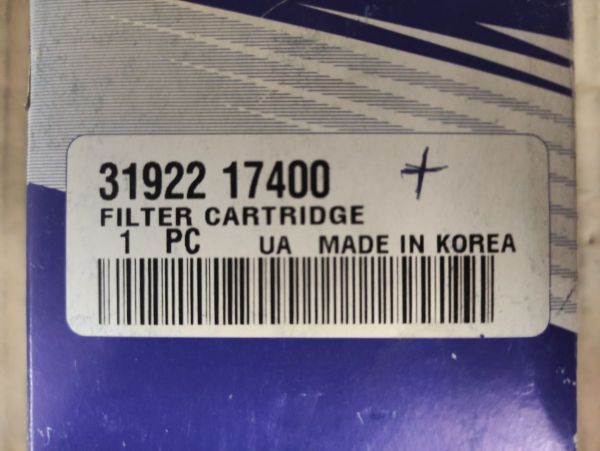 31922 17400
FILTER CARTRIDGE
1 PC UA MADE IN KOREA